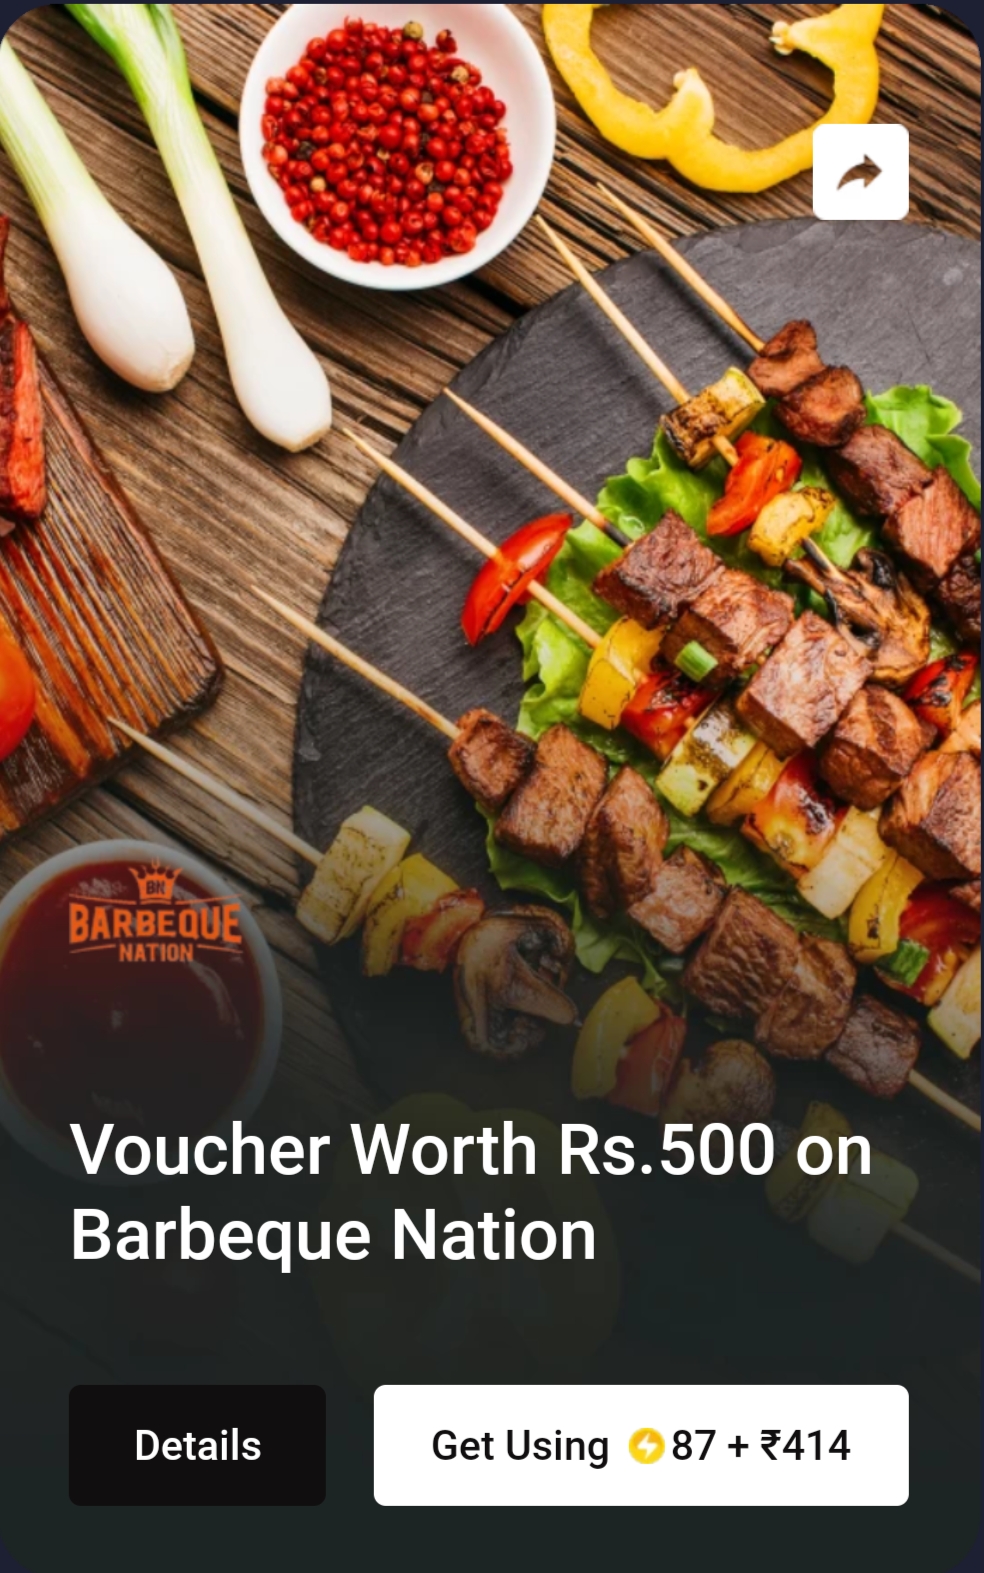 BN
BARBEQUE
NATION
Voucher Worth Rs.500 on
Barbeque Nation
Details
Get Using 87 + ₹414